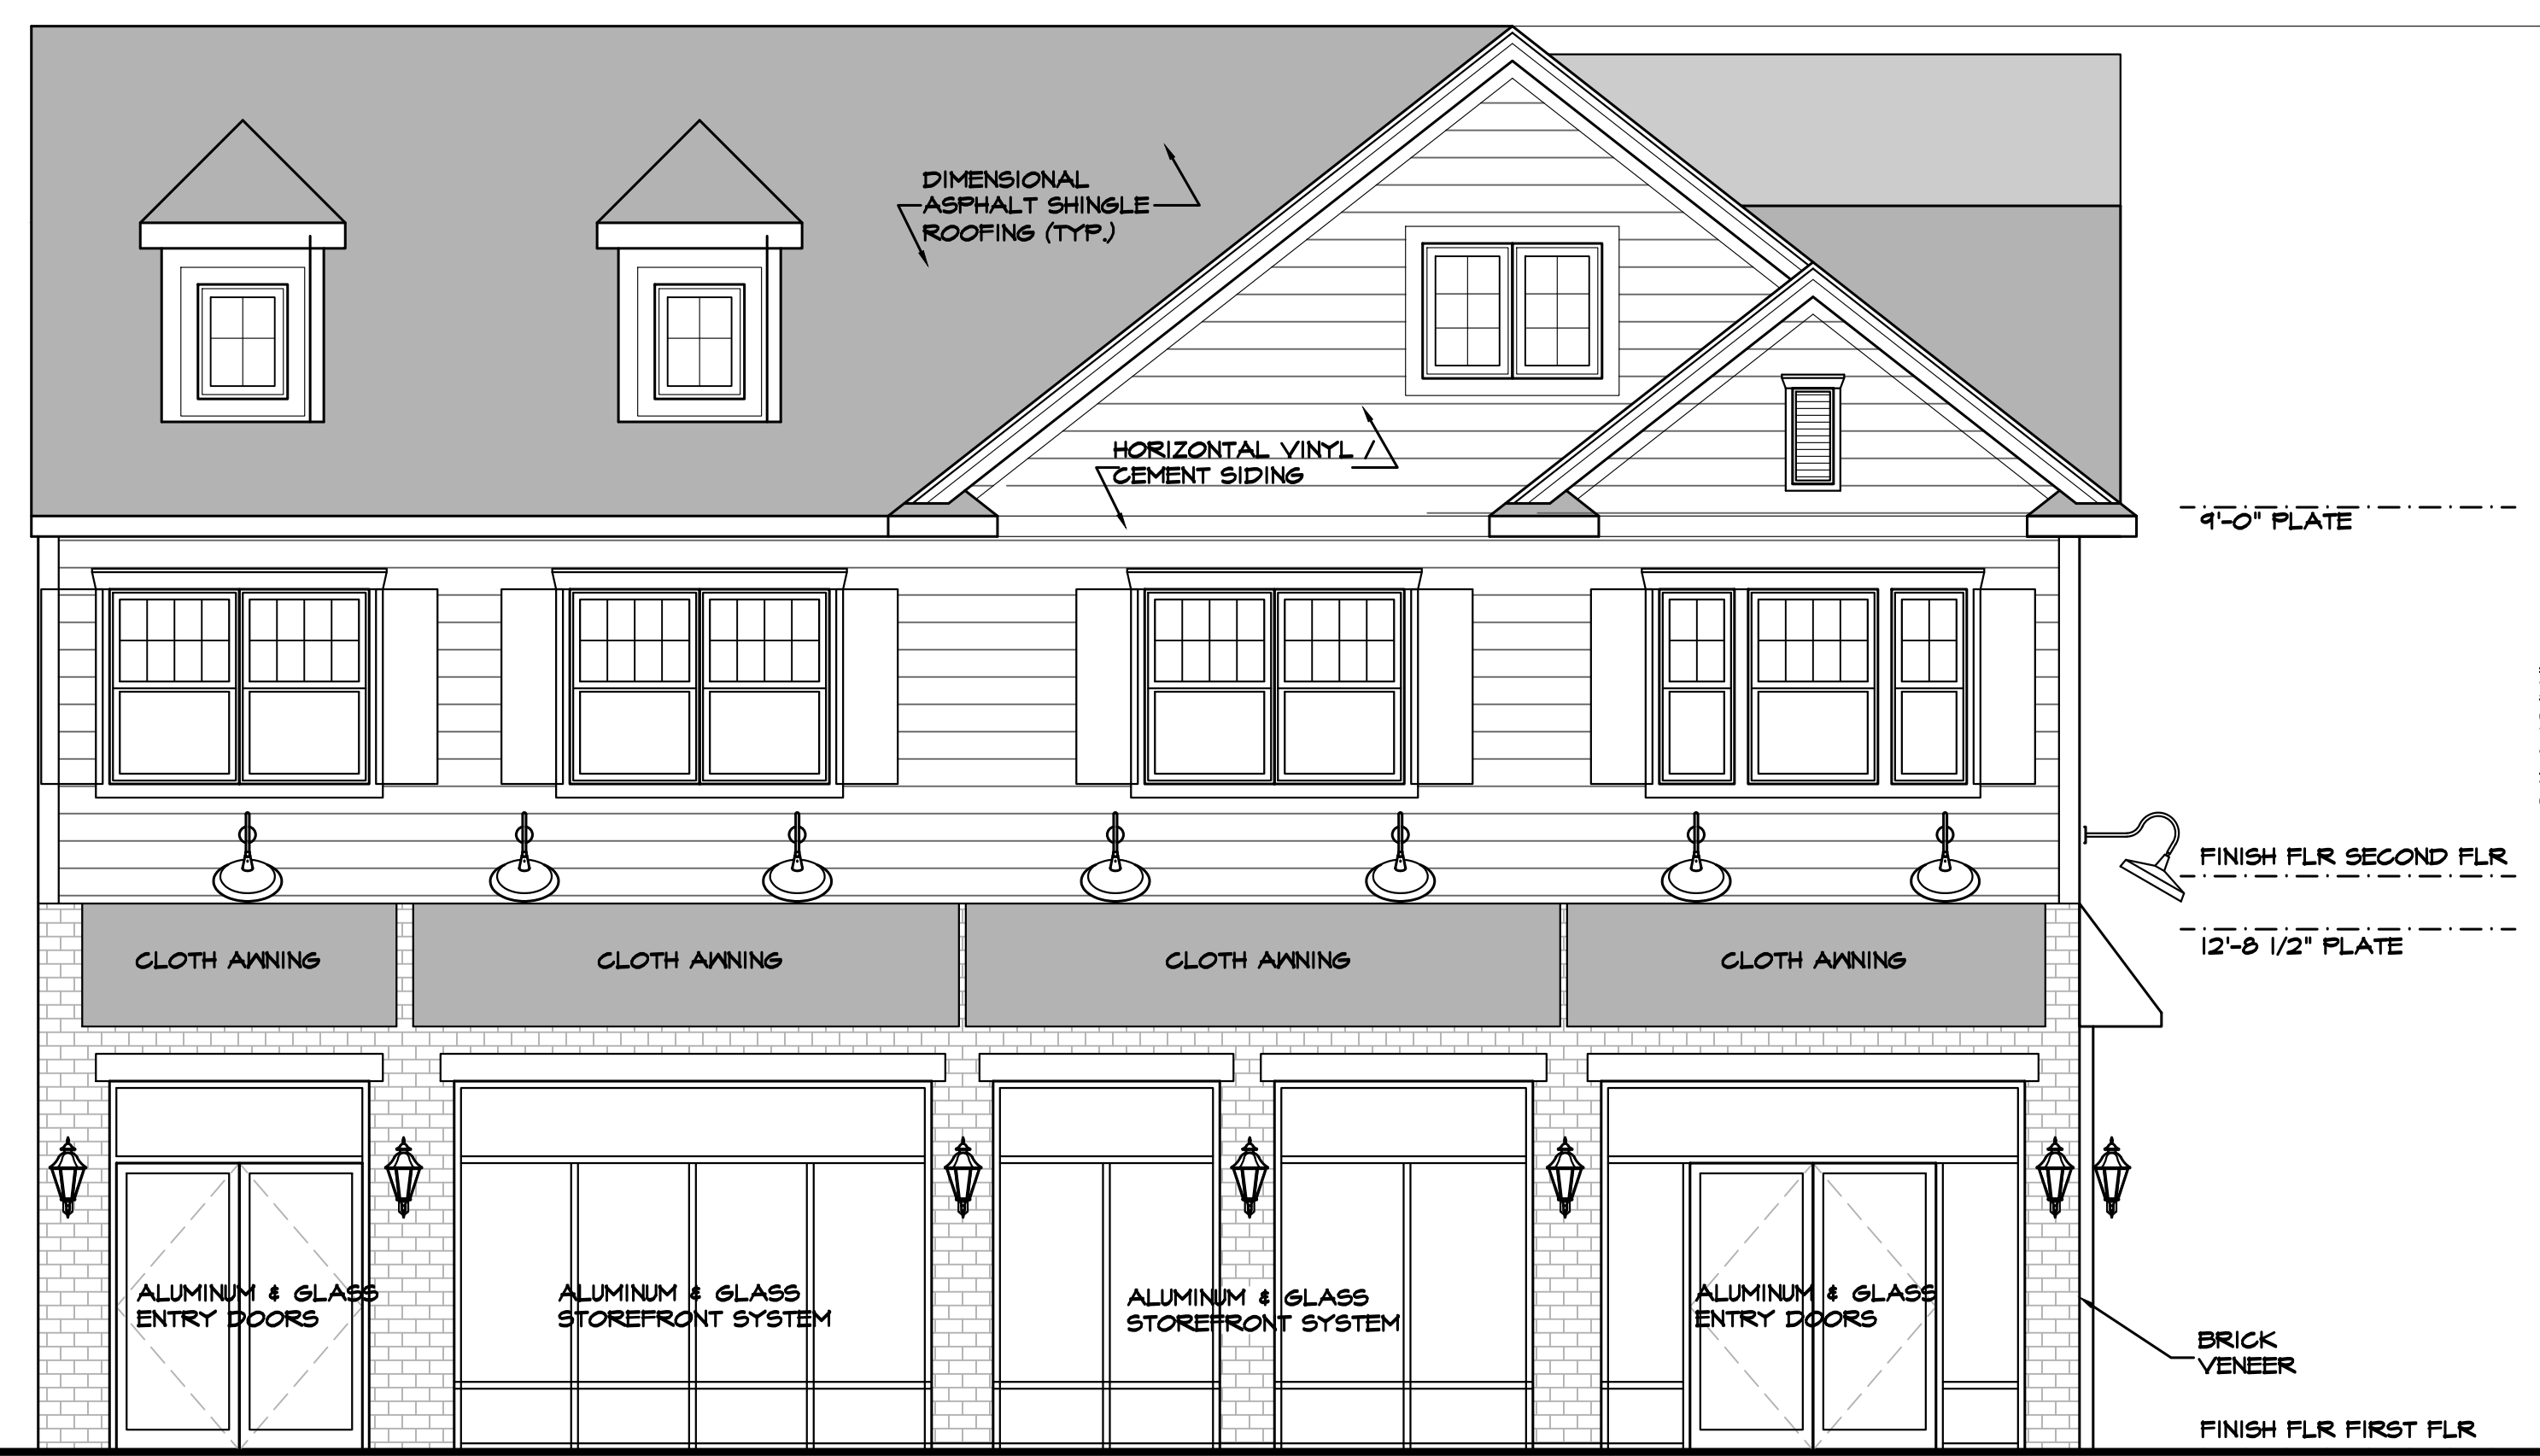 DIMENSIONAL
ASPHALT SHINGLE
ROOFING (TYP.)
HORIZONTAL VINYL /
CEMENT SIDING
9'-0" PLATE
FINISH FLR SECOND FLR
12'-8 1/2" PLATE
CLOTH AWNING
CLOTH AWNING
CLOTH AWNING
CLOTH AWNING
ALUMINUM & GLASS
ENTRY DOORS
ALUMINUM & GLASS
STOREFRONT SYSTEM
ALUMINUM & GLASS
STOREFRONT SYSTEM
ALUMINUM & GLASS
ENTRY DOORS
BRICK
VENEER
FINISH FLR FIRST FLR